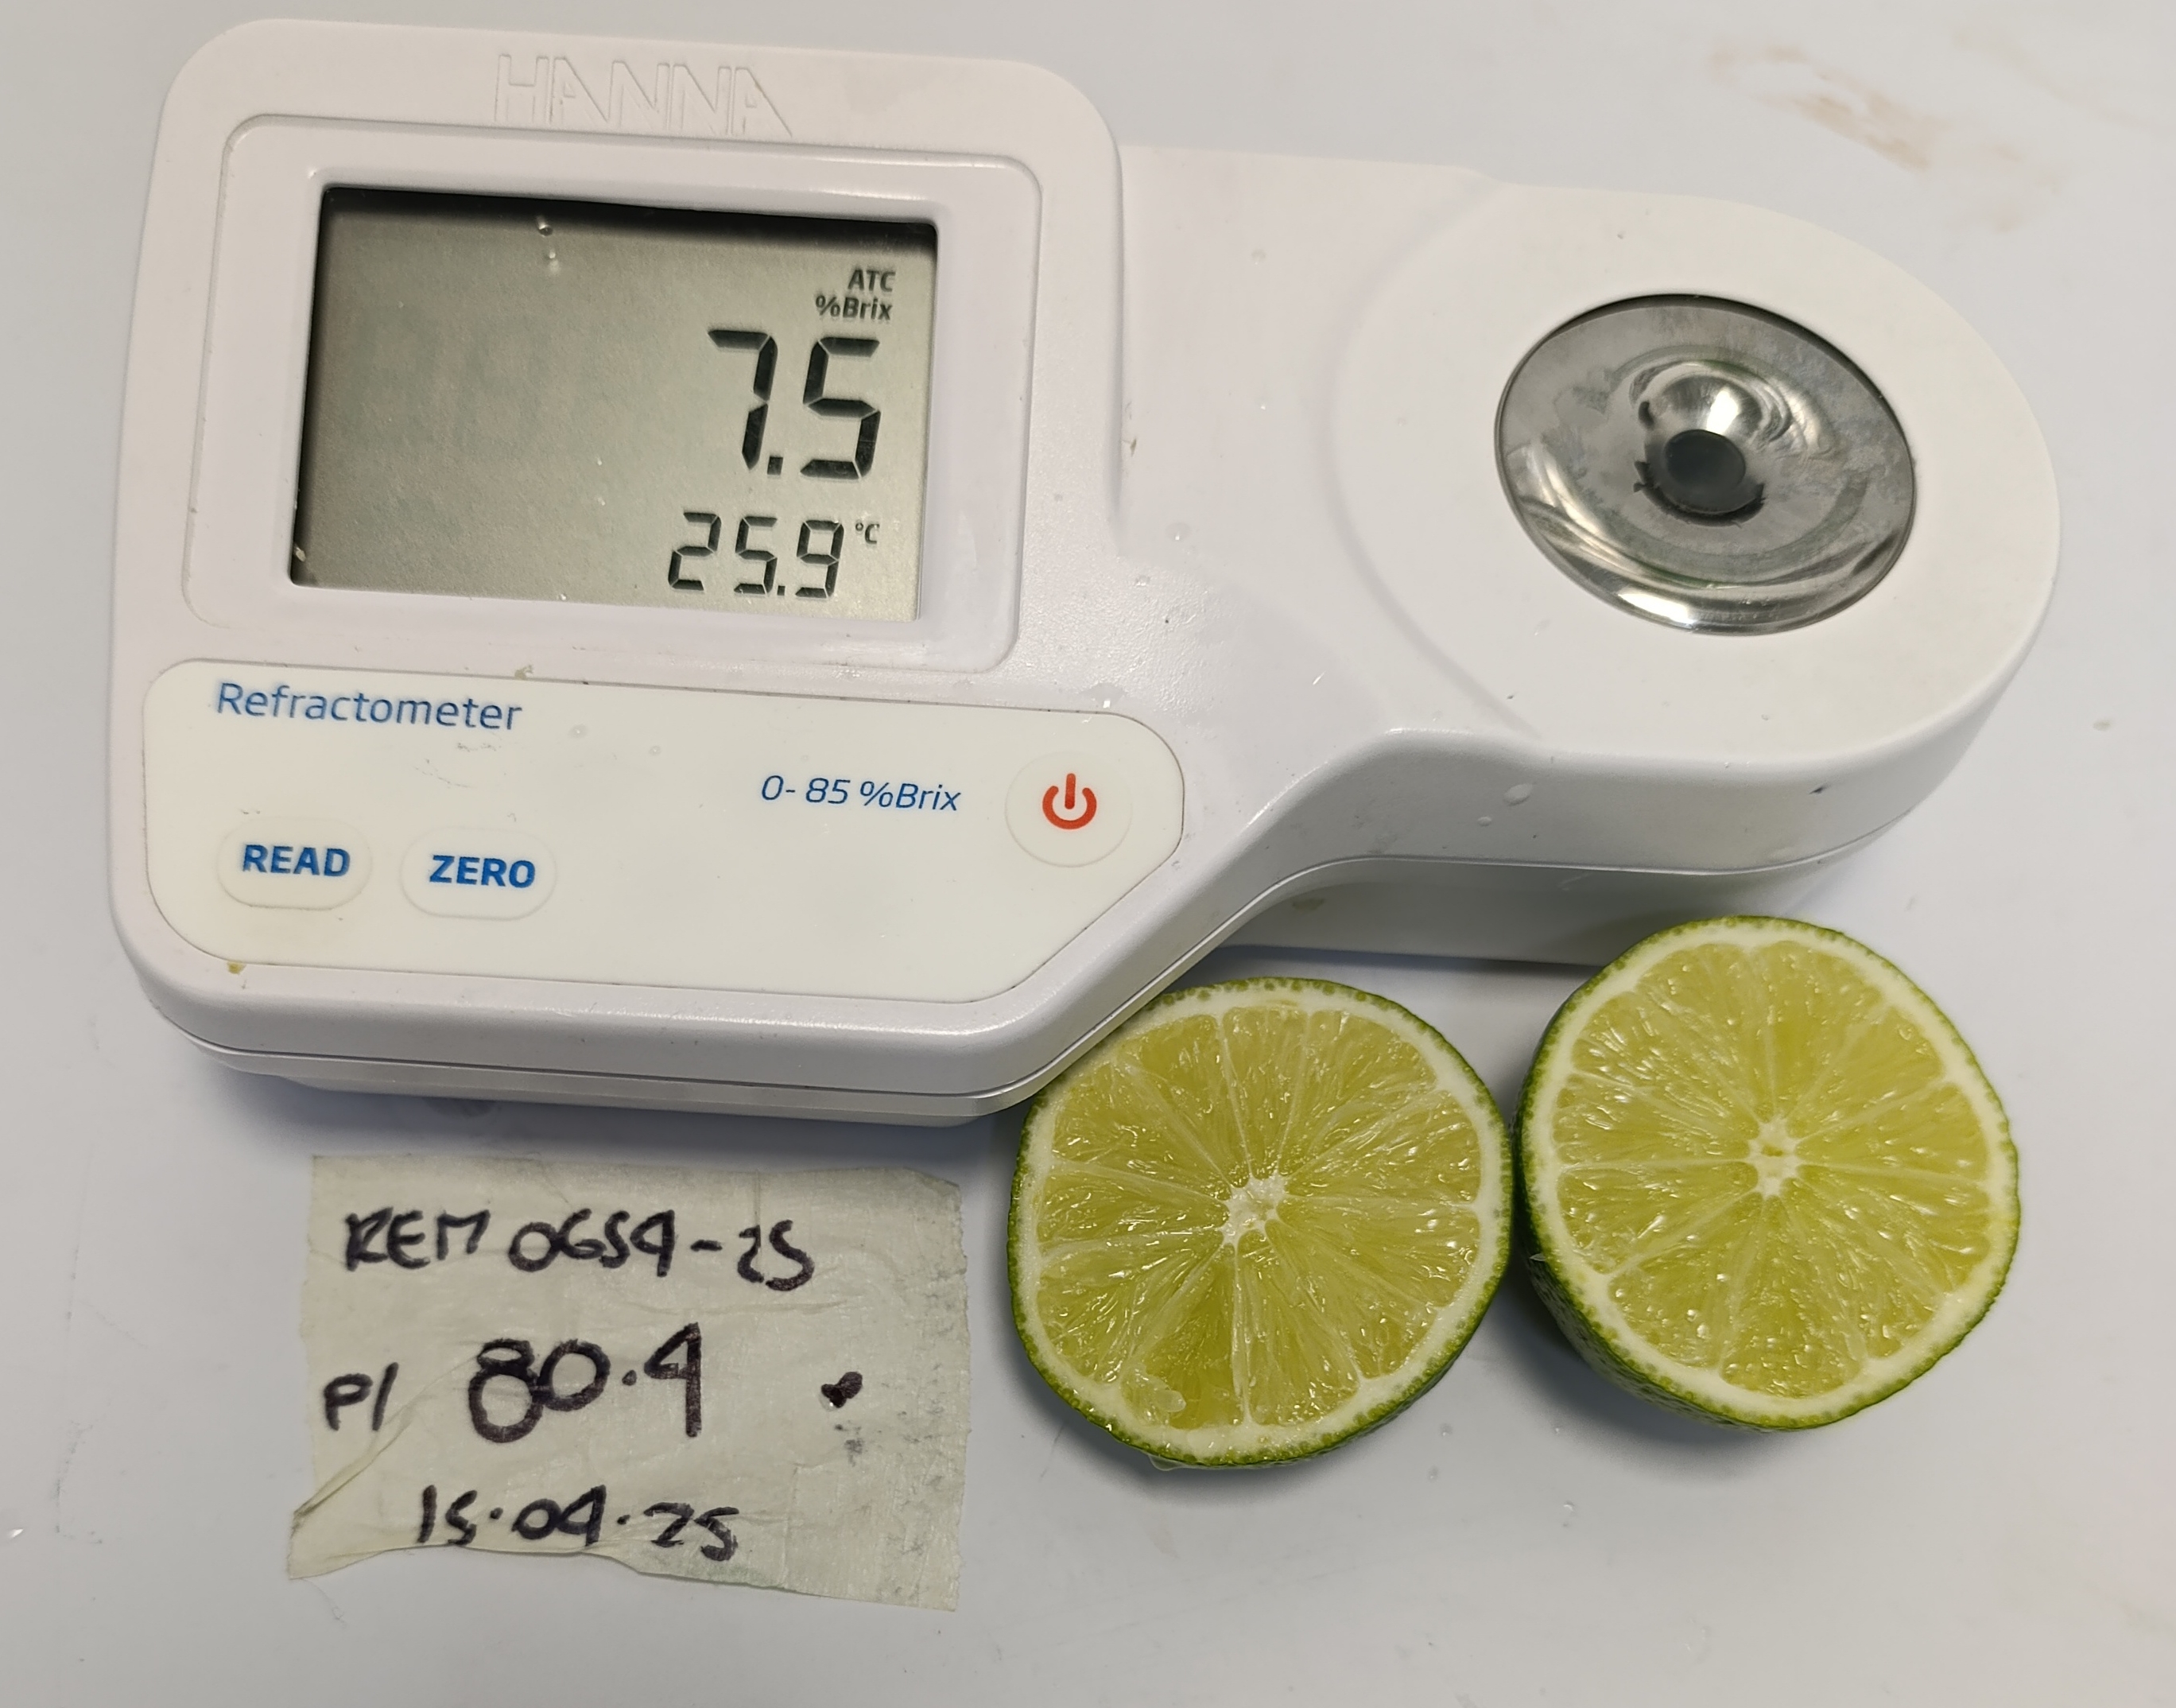 HANNA
ATC
%Brix
7.5
25.9 °C
Refractometer
0-85 %Brix
READ ZERO
REM 0654-25
P/ 80.4
15.04.25